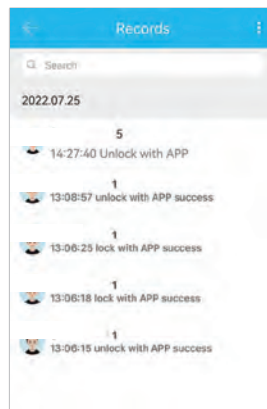 Records
Search
2022.07.25
5
14:27:40 Unlock with APP
1
13:08:57 unlock with APP success
1
13:06:25 lock with APP success
1
13:06:18 lock with APP success
1
13:06:15 unlock with APP success